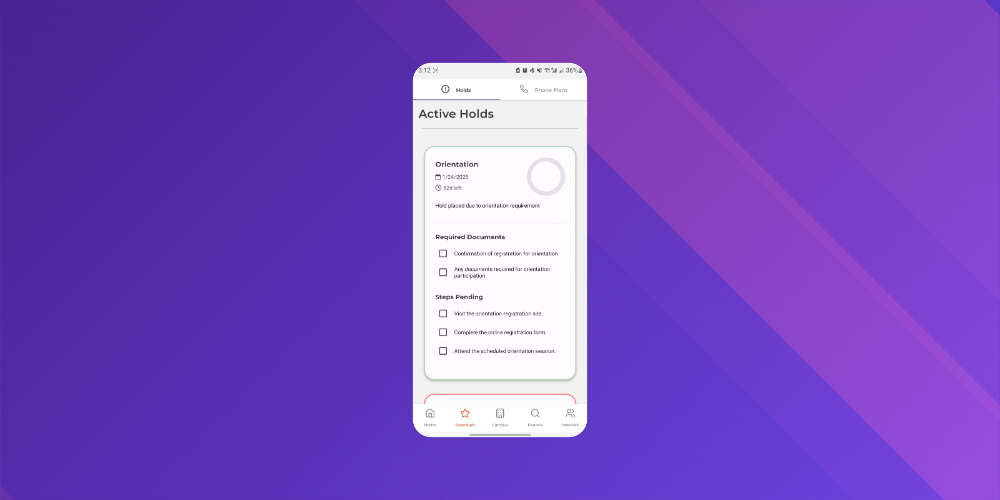 3:12
36%
Holds
Phone Plans
Active Holds
Orientation
1/24/2025
52d left
Hold placed due to orientation requirement
Required Documents
Confirmation of registration for orientation
Any documents required for orientation
participation
Steps Pending
Visit the orientation registration site.
Complete the online registration form.
Attend the scheduled orientation session.
Home
Essentials
Campus
Explore
Network